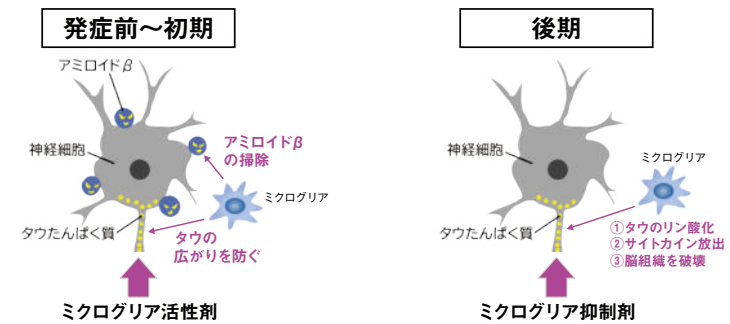 発症前〜初期
アミロイドβ
神経細胞
アミロイドβ
の掃除
ミクログリア
タウたんぱく質
タウの
広がりを防ぐ
ミクログリア活性剤
後期
神経細胞
ミクログリア
タウたんぱく質
①タウのリン酸化
②サイトカイン放出
③脳組織を破壊
ミクログリア抑制剤